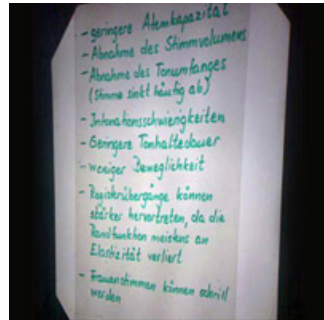 - geringere Atemkapazität
- Abnahme des Stimmvolumens
- Abnahme des Tonumfanges
(Stimme sinkt häufig ab)
- Intonationsschwierigkeiten
- Geringere Tonhaltedauer
- weniger Beweglichkeit
- Registerübergänge können
stärker hervortreten, da die
Randfunktion meistens an
Elastizität verliert
- Frauenstimmen können schrill
werden